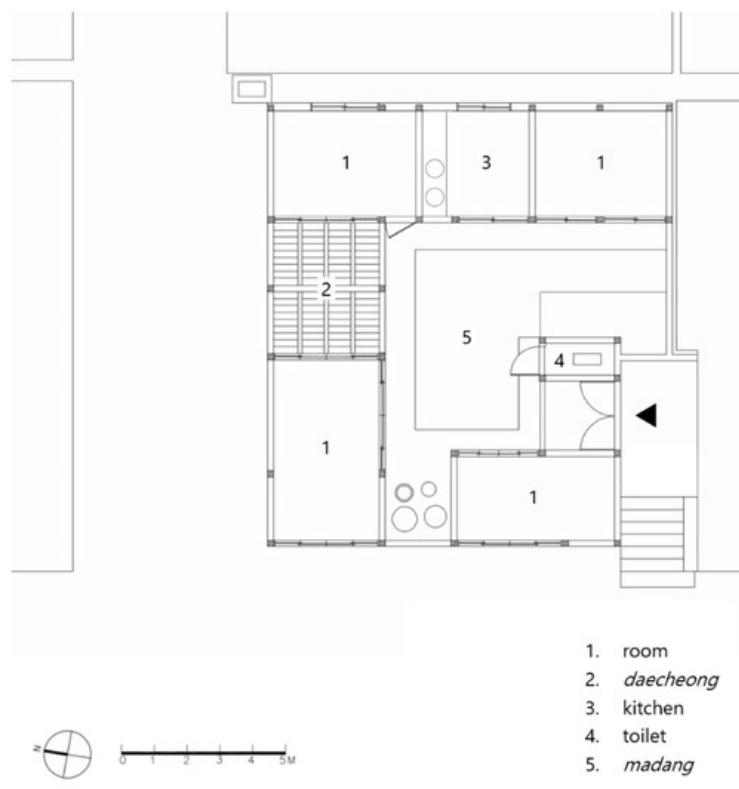 1
3
1
2
5
4
1
1
1. room
2. daecheong
3. kitchen
4. toilet
5. madang
N
0 1 2 3 4 5M